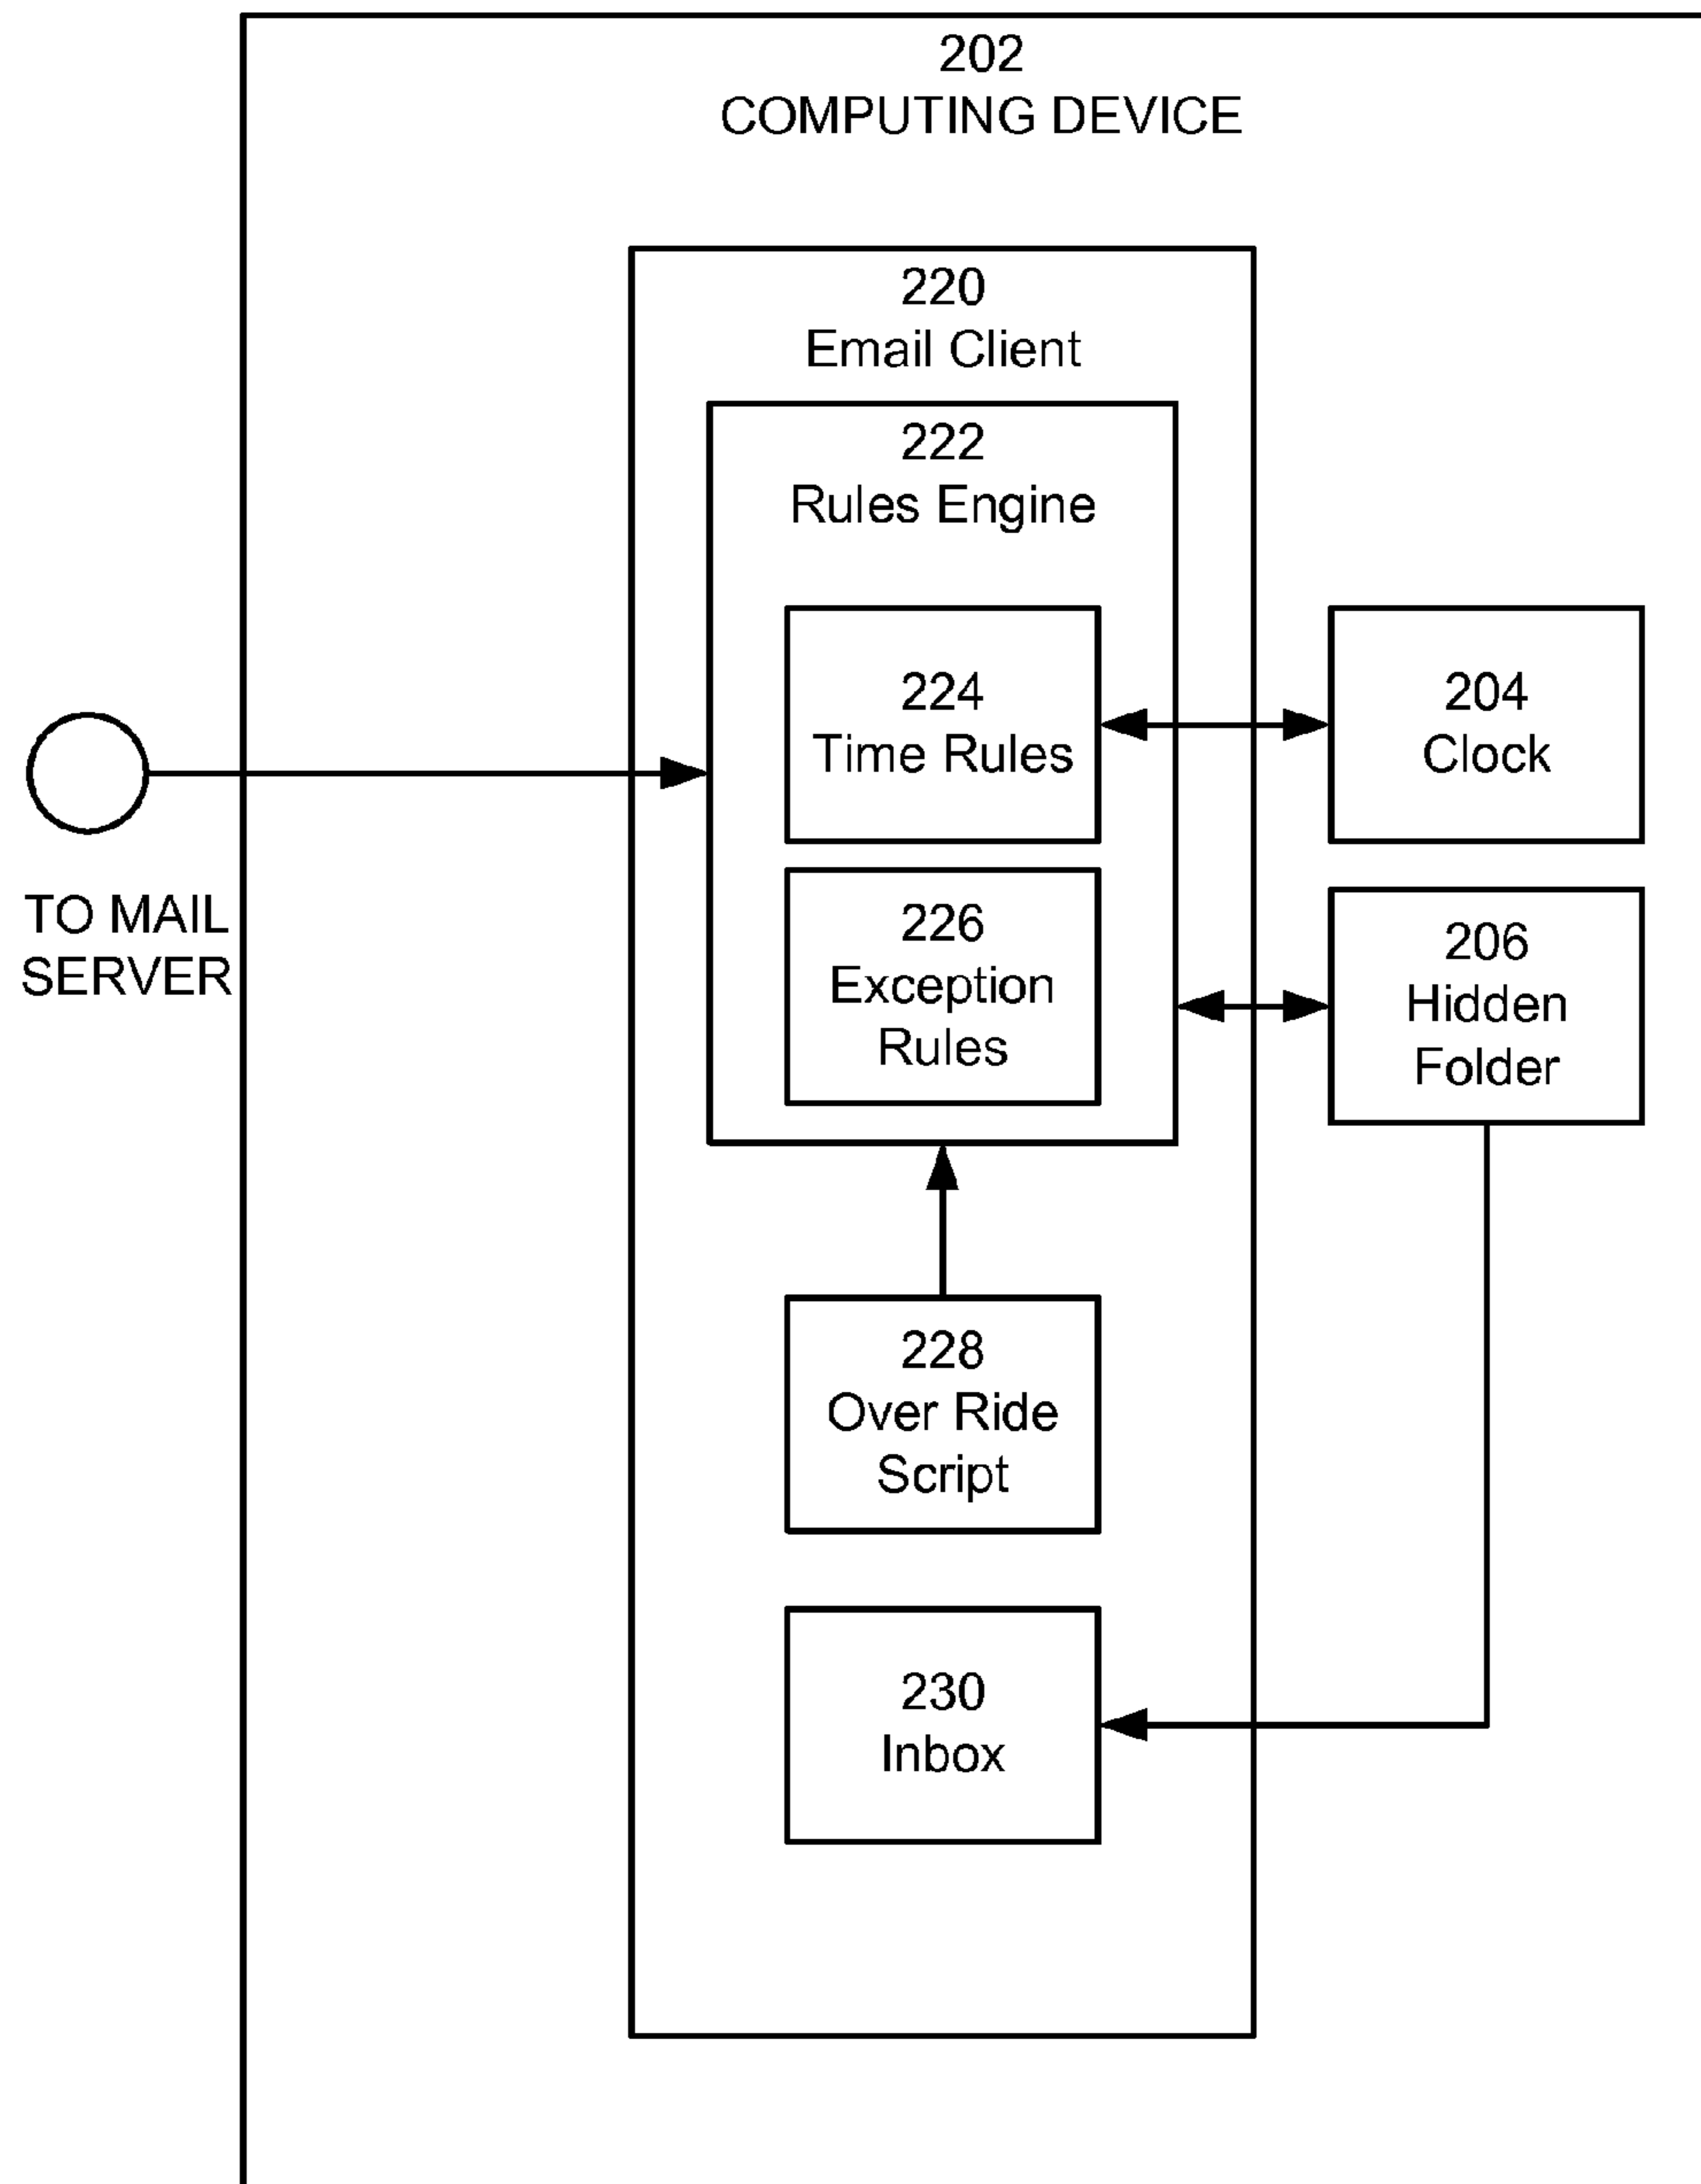 202
COMPUTING DEVICE
220
Email Client
222
Rules Engine
224
Time Rules
204
Clock
TO MAIL
SERVER
226
Exception
Rules
206
Hidden
Folder
228
Over Ride
Script
230
Inbox